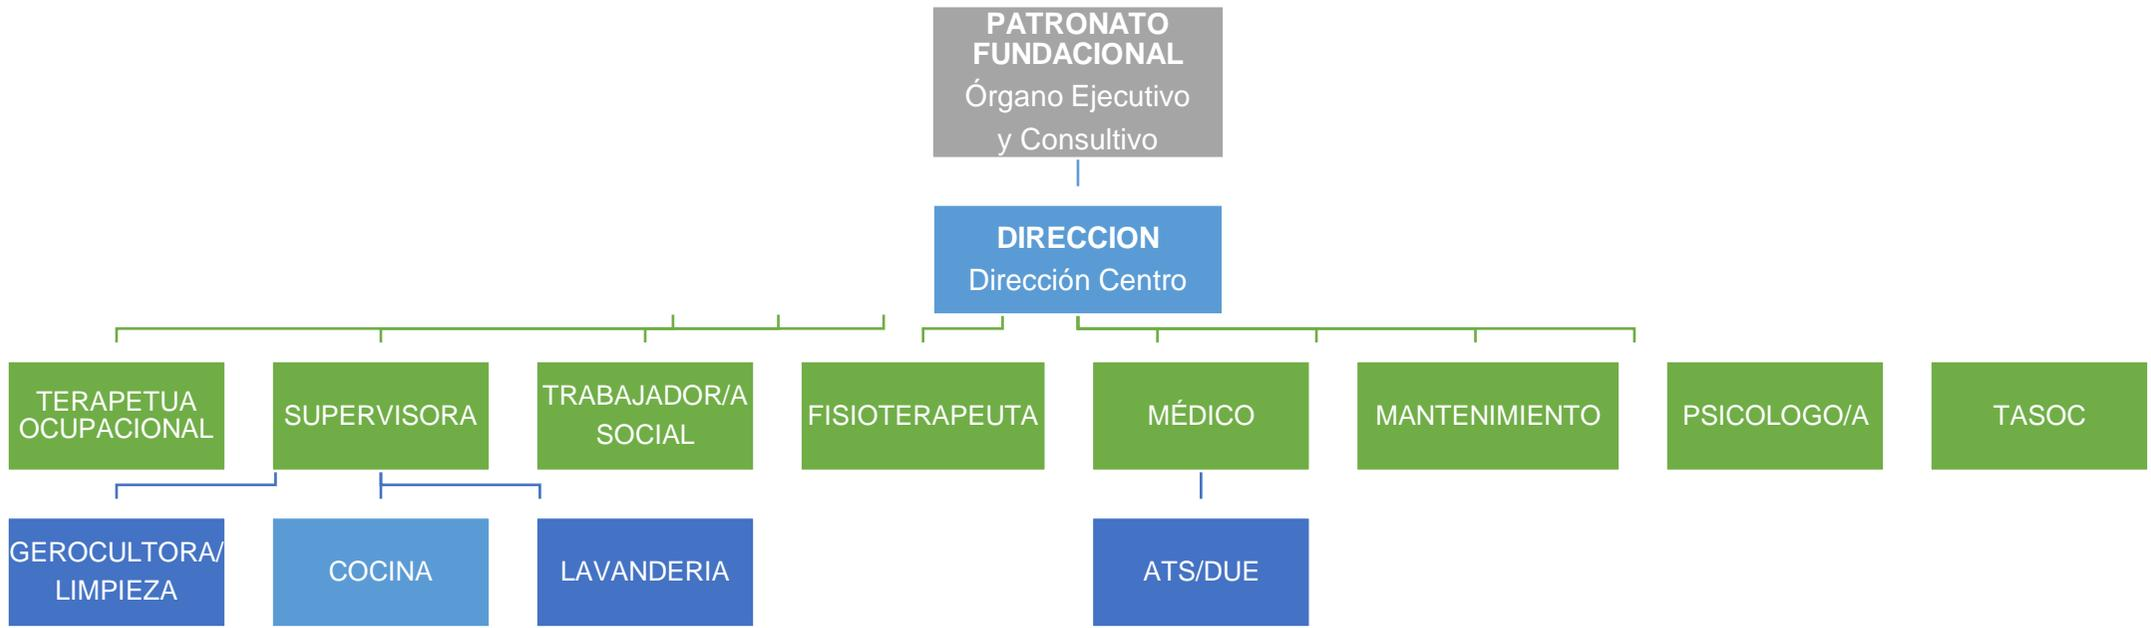 PATRONATO
FUNDACIONAL
Órgano Ejecutivo
y Consultivo
DIRECCION
Dirección Centro
TERAPETUA
OCUPACIONAL
SUPERVISORA
TRABAJADOR/A
SOCIAL
FISIOTERAPEUTA
MÉDICO
MANTENIMIENTO
PSICOLOGO/A
TASOC
GEROCULTORA/
LIMPIEZA
COCINA
LAVANDERIA
ATS/DUE